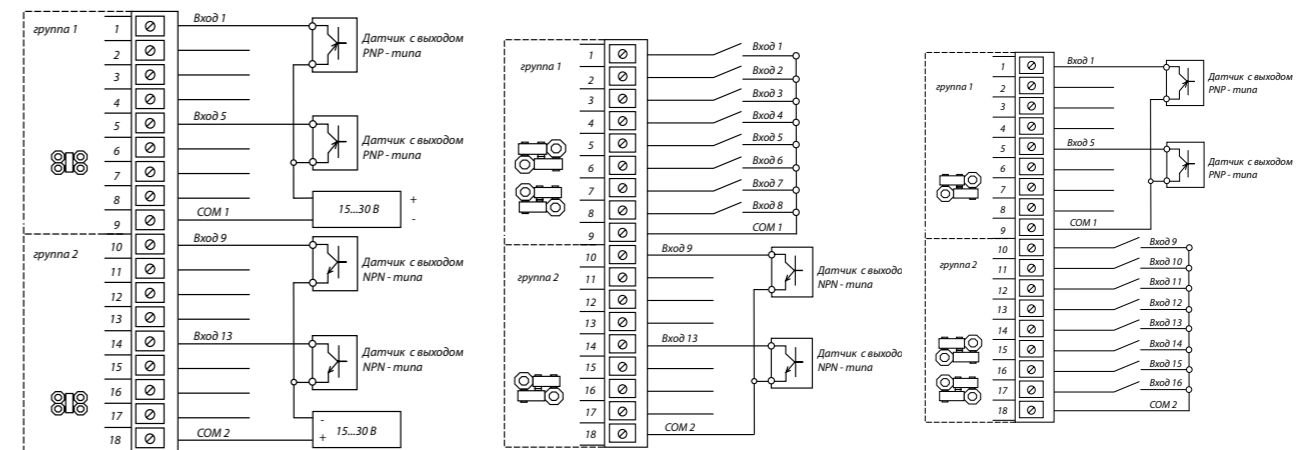 группа 1
1
Вход 1
Датчик с выходом
PNP - типа
2
3
4
5
Вход 5
Датчик с выходом
PNP - типа
6
7
8
9
COM 1
15...30 В
+
-
группа 2
10
Вход 9
Датчик с выходом
NPN - типа
11
12
13
14
Вход 13
Датчик с выходом
NPN - типа
15
16
17
18
COM 2
-
+
15...30 В
группа 1
1
Вход 1
2
Вход 2
3
Вход 3
4
Вход 4
5
Вход 5
6
Вход 6
7
Вход 7
8
Вход 8
9
COM 1
группа 2
10
Вход 9
Датчик с выходо
NPN - типа
11
12
13
14
Вход 13
Датчик с выходо
NPN - типа
15
16
17
18
COM 2
группа 1
1
Вход 1
Датчик с выходом
PNP - типа
2
3
4
5
Вход 5
Датчик с выходом
PNP - типа
6
7
8
9
COM 1
группа 2
10
Вход 9
11
Вход 10
12
Вход 11
13
Вход 12
14
Вход 13
15
Вход 14
16
Вход 15
17
Вход 16
18
COM 2